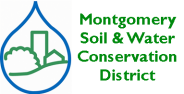 Montgomery
Soil & Water
Conservation
District